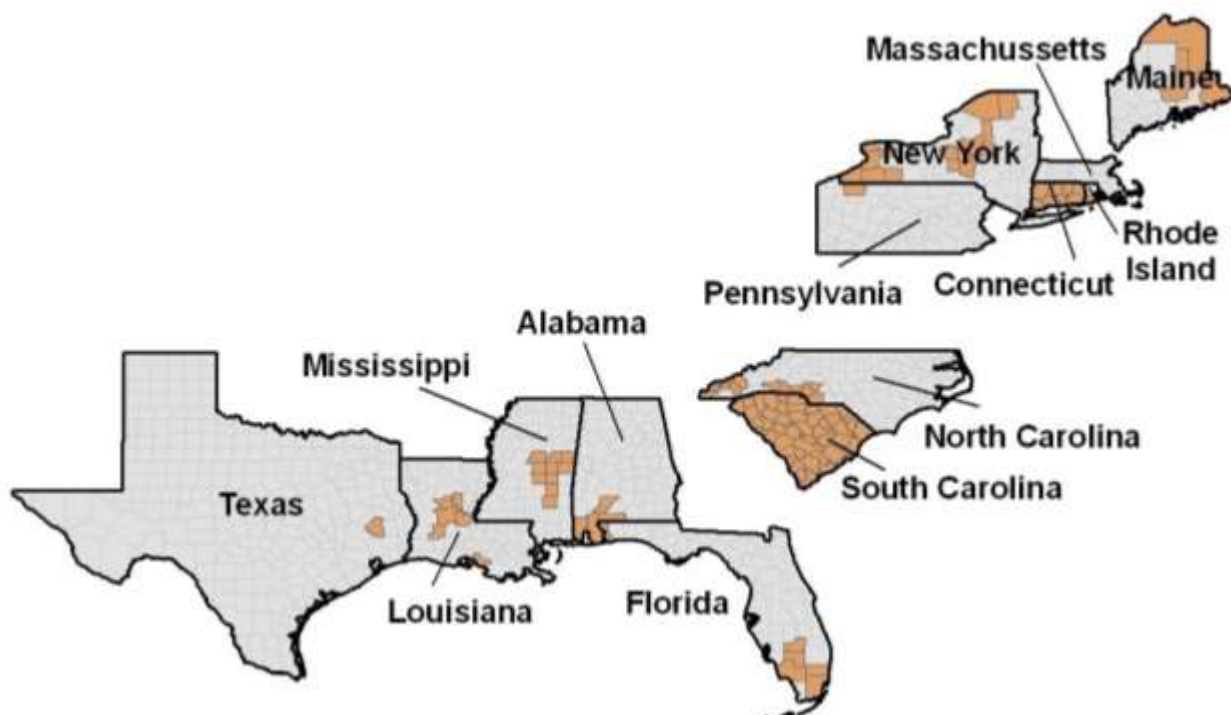 Massachussetts
Maine
New York
Rhode
Island
Connecticut
Pennsylvania
Alabama
Mississippi
North Carolina
South Carolina
Texas
Louisiana
Florida